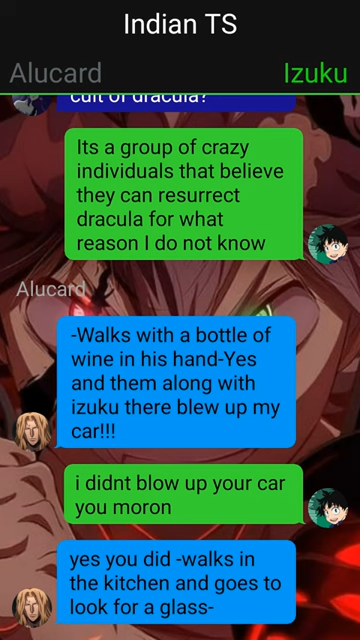 Indian TS
Alucard Izuku
cult of dracula?
Its a group of crazy
individuals that believe
they can resurrect
dracula for what
reason I do not know
Alucard
-Walks with a bottle of
wine in his hand-Yes
and them along with
izuku there blew up my
car!!!
i didnt blow up your car
you moron
yes you did -walks in
the kitchen and goes to
look for a glass-